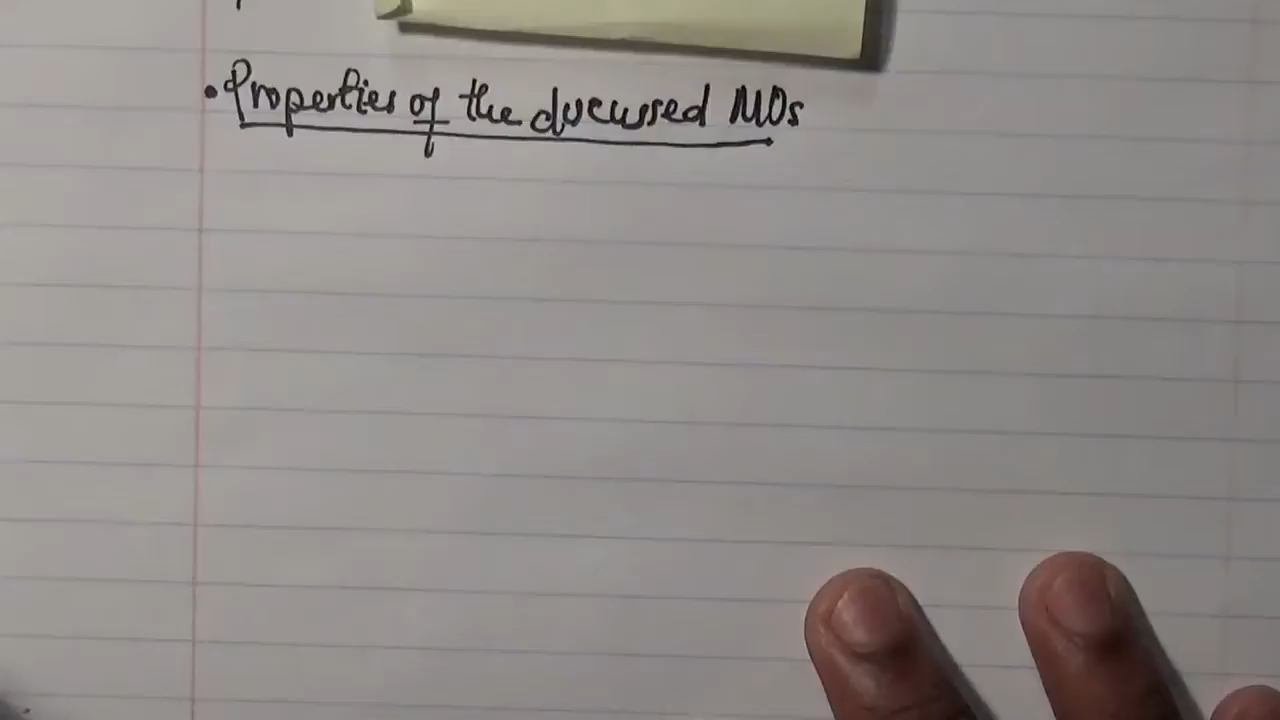 • Properties of the discussed MOs